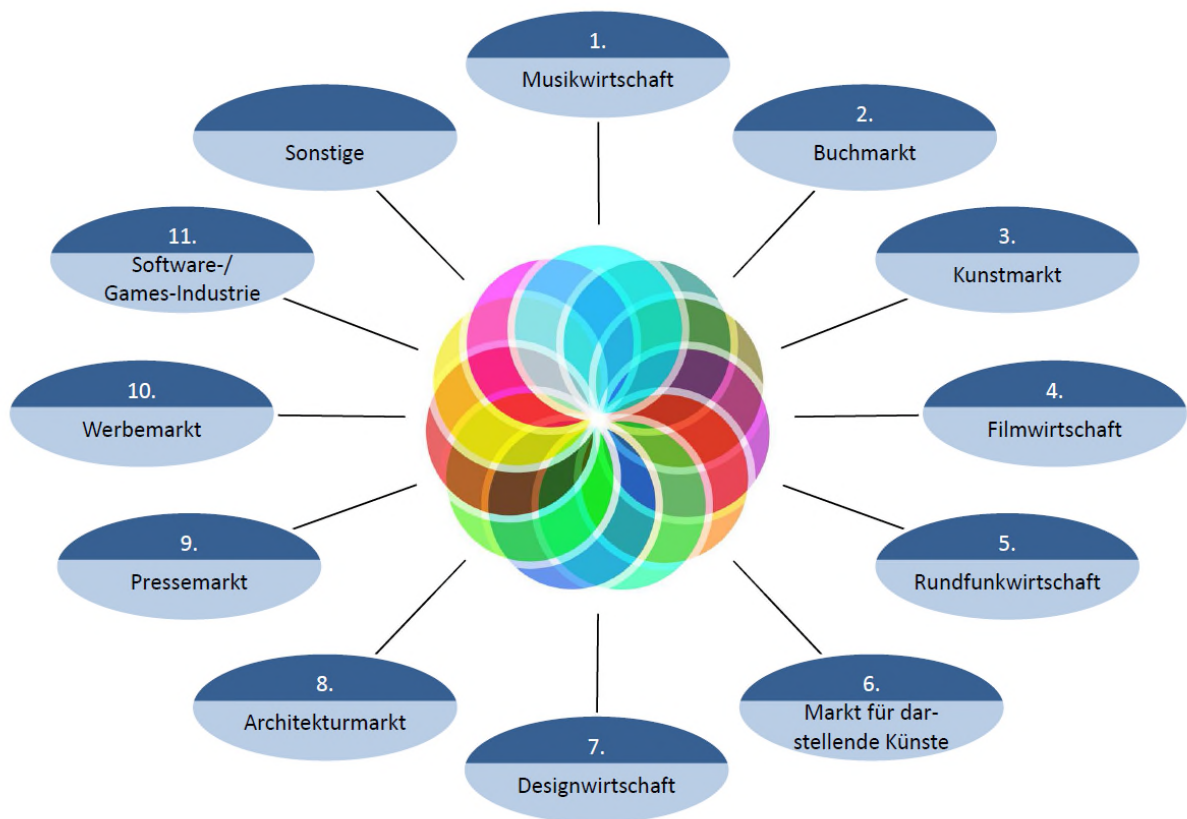 1.
Musikwirtschaft
2.
Buchmarkt
3.
Kunstmarkt
4.
Filmwirtschaft
5.
Rundfunkwirtschaft
6.
Markt für dar-
stellende Künste
7.
Designwirtschaft
8.
Architekturmarkt
9.
Pressemarkt
10.
Werbemarkt
11.
Software-/
Games-Industrie
Sonstige